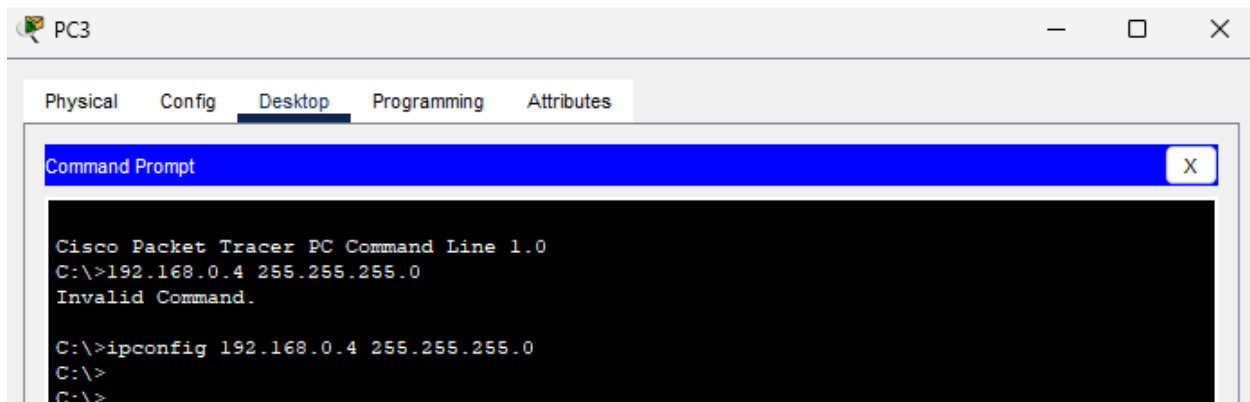 PC3
Physical Config Desktop Programming Attributes
Command Prompt
X
Cisco Packet Tracer PC Command Line 1.0
C:\>192.168.0.4 255.255.255.0
Invalid Command.
C:\>ipconfig 192.168.0.4 255.255.255.0
C:\>
C:\>